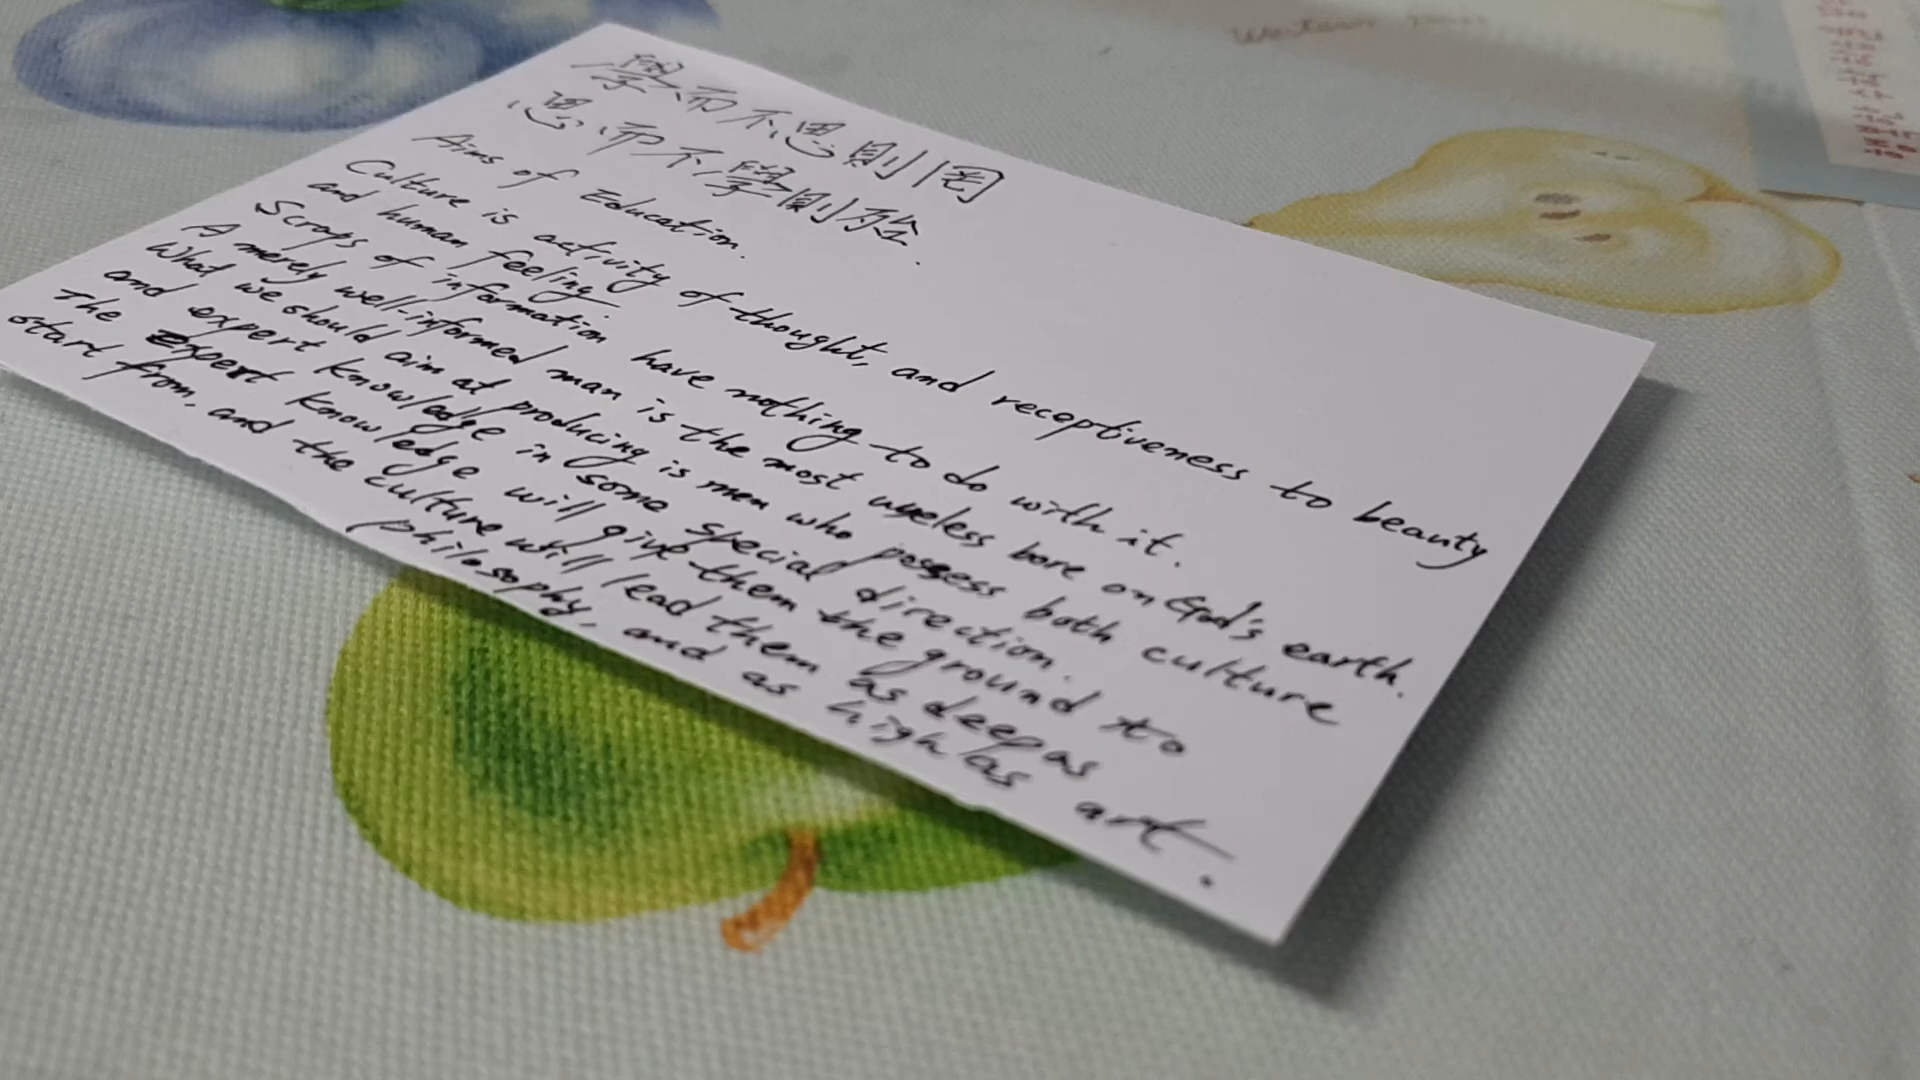 學而不思則罔
思而不學則殆.
Aims of Education.
Culture is activity of thought, and receptiveness to beauty
and human feeling.
Scraps of information have nothing to do with it.
A merely well-informed man is the most useless bore on God's earth.
What we should aim at producing is men who possess both culture
and expert knowledge in some special direction.
The Expert knowledge will give them the ground to
start from, and the culture will lead them as deep as
philosophy, and as high as art.
Western